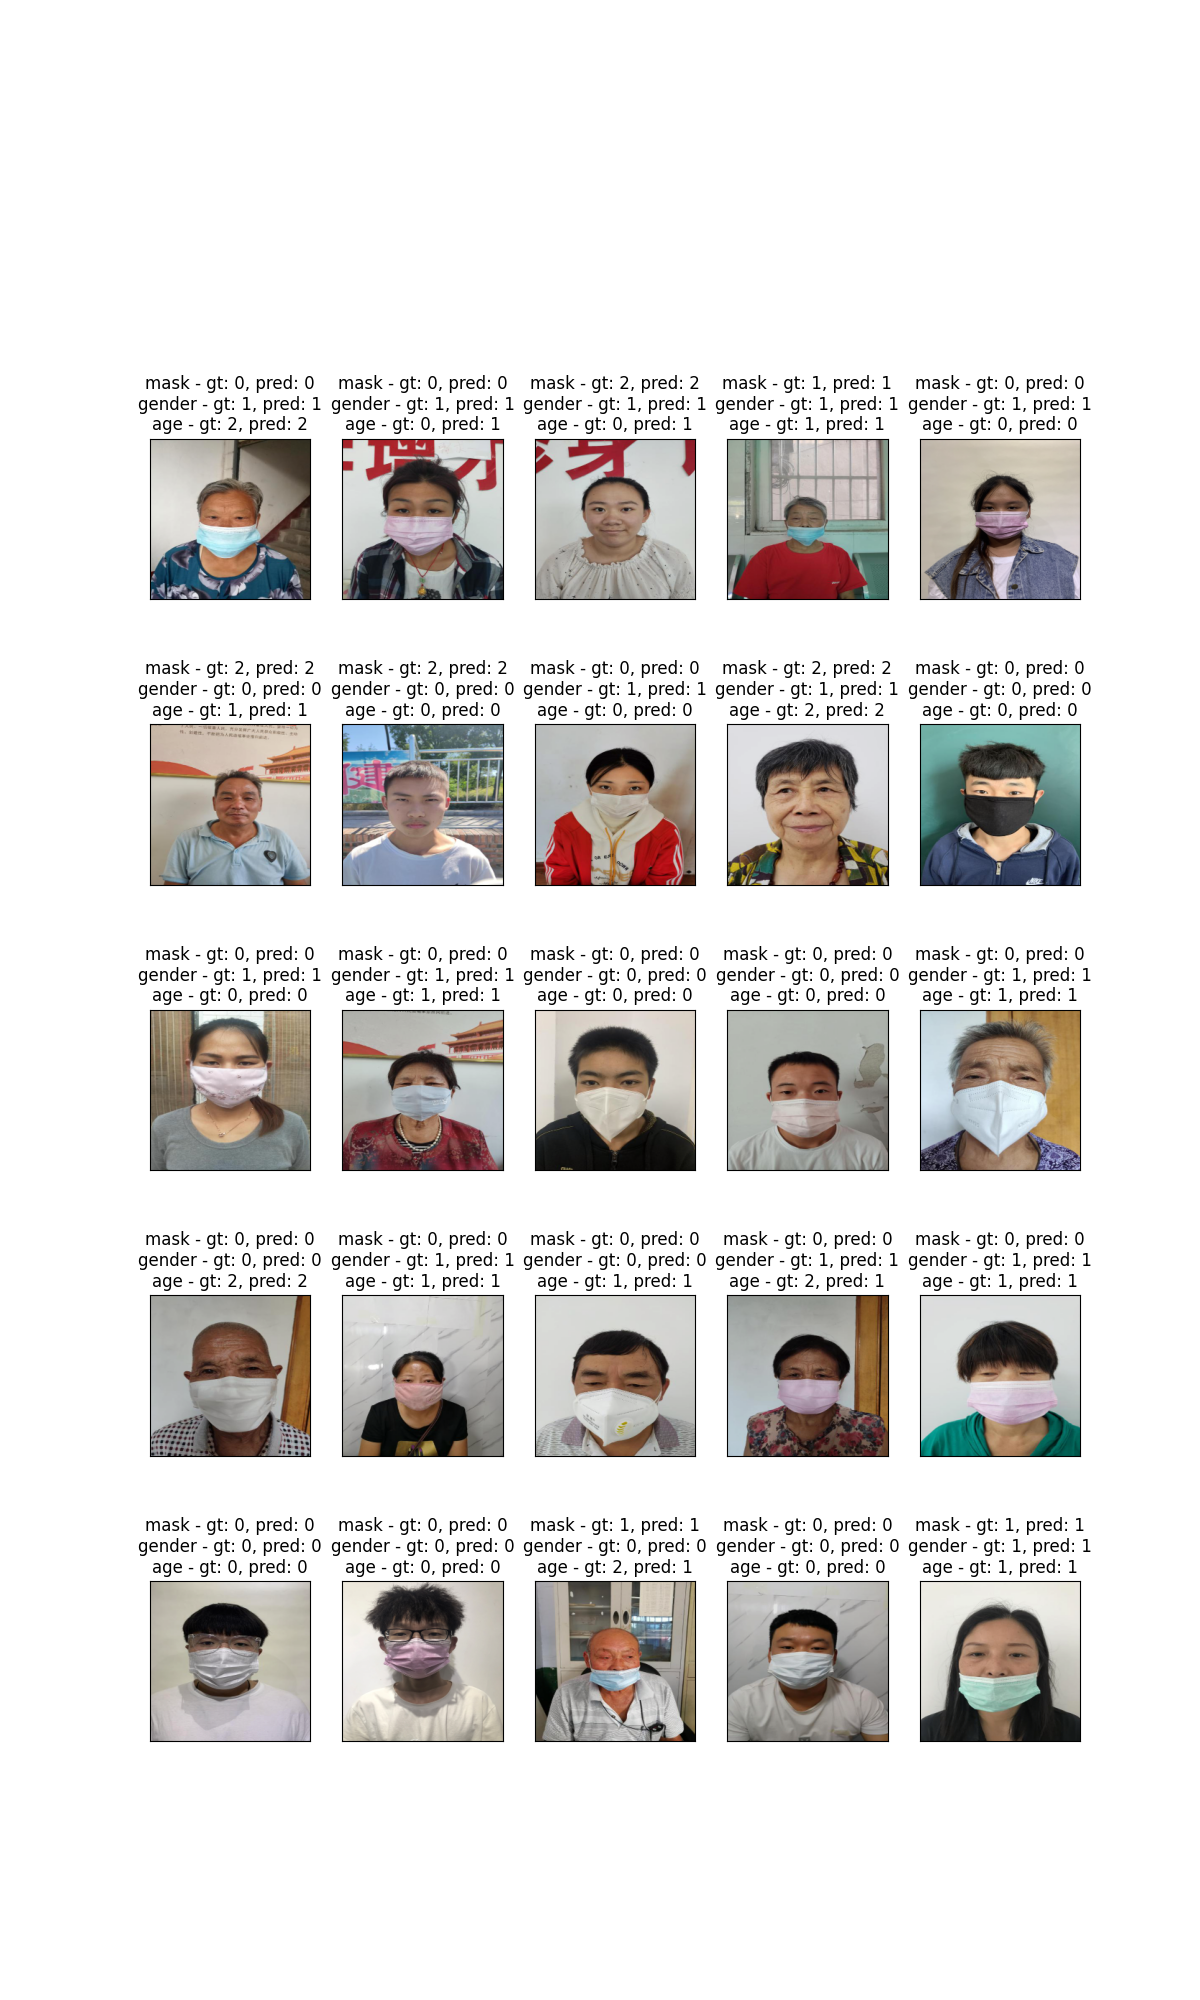 mask - gt: 0, pred: 0
gender - gt: 1, pred: 1
age - gt: 2, pred: 2
mask - gt: 0, pred: 0
gender - gt: 1, pred: 1
age - gt: 0, pred: 1
mask - gt: 2, pred: 2
gender - gt: 1, pred: 1
age - gt: 0, pred: 1
mask - gt: 1, pred: 1
gender - gt: 1, pred: 1
age - gt: 1, pred: 1
mask - gt: 0, pred: 0
gender - gt: 1, pred: 1
age - gt: 0, pred: 0
mask - gt: 2, pred: 2
gender - gt: 0, pred: 0
age - gt: 1, pred: 1
mask - gt: 2, pred: 2
gender - gt: 0, pred: 0
age - gt: 0, pred: 0
mask - gt: 0, pred: 0
gender - gt: 1, pred: 1
age - gt: 0, pred: 0
mask - gt: 2, pred: 2
gender - gt: 1, pred: 1
age - gt: 2, pred: 2
mask - gt: 0, pred: 0
gender - gt: 0, pred: 0
age - gt: 0, pred: 0
mask - gt: 0, pred: 0
gender - gt: 1, pred: 1
age - gt: 0, pred: 0
mask - gt: 0, pred: 0
gender - gt: 1, pred: 1
age - gt: 1, pred: 1
mask - gt: 0, pred: 0
gender - gt: 0, pred: 0
age - gt: 0, pred: 0
mask - gt: 0, pred: 0
gender - gt: 0, pred: 0
age - gt: 0, pred: 0
mask - gt: 0, pred: 0
gender - gt: 1, pred: 1
age - gt: 1, pred: 1
mask - gt: 0, pred: 0
gender - gt: 0, pred: 0
age - gt: 2, pred: 2
mask - gt: 0, pred: 0
gender - gt: 1, pred: 1
age - gt: 1, pred: 1
mask - gt: 0, pred: 0
gender - gt: 0, pred: 0
age - gt: 1, pred: 1
mask - gt: 0, pred: 0
gender - gt: 1, pred: 1
age - gt: 2, pred: 1
mask - gt: 0, pred: 0
gender - gt: 1, pred: 1
age - gt: 1, pred: 1
mask - gt: 0, pred: 0
gender - gt: 0, pred: 0
age - gt: 0, pred: 0
mask - gt: 0, pred: 0
gender - gt: 0, pred: 0
age - gt: 0, pred: 0
mask - gt: 1, pred: 1
gender - gt: 0, pred: 0
age - gt: 2, pred: 1
mask - gt: 0, pred: 0
gender - gt: 0, pred: 0
age - gt: 0, pred: 0
mask - gt: 1, pred: 1
gender - gt: 1, pred: 1
age - gt: 1, pred: 1